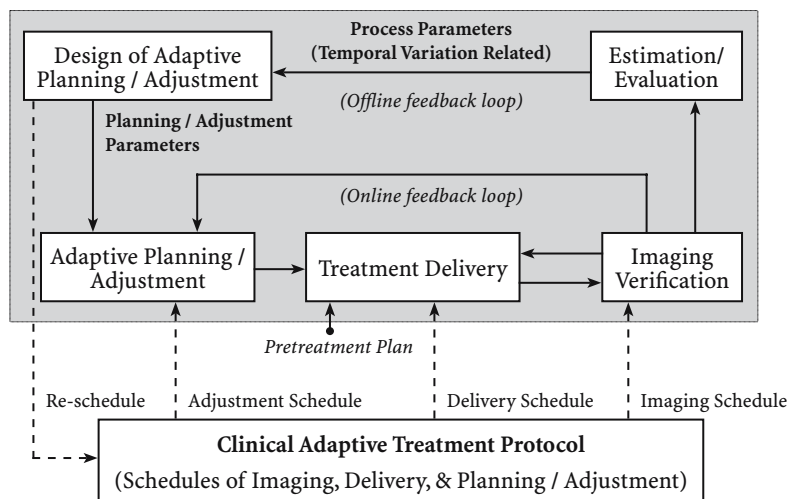 Process Parameters
(Temporal Variation Related)
Design of Adaptive
Planning / Adjustment
Estimation/
Evaluation
(Offline feedback loop)
Planning / Adjustment
Parameters
(Online feedback loop)
Adaptive Planning /
Adjustment
Treatment Delivery
Imaging
Verification
Pretreatment Plan
Re-schedule
Adjustment Schedule
Delivery Schedule
Imaging Schedule
Clinical Adaptive Treatment Protocol
(Schedules of Imaging, Delivery, & Planning / Adjustment)